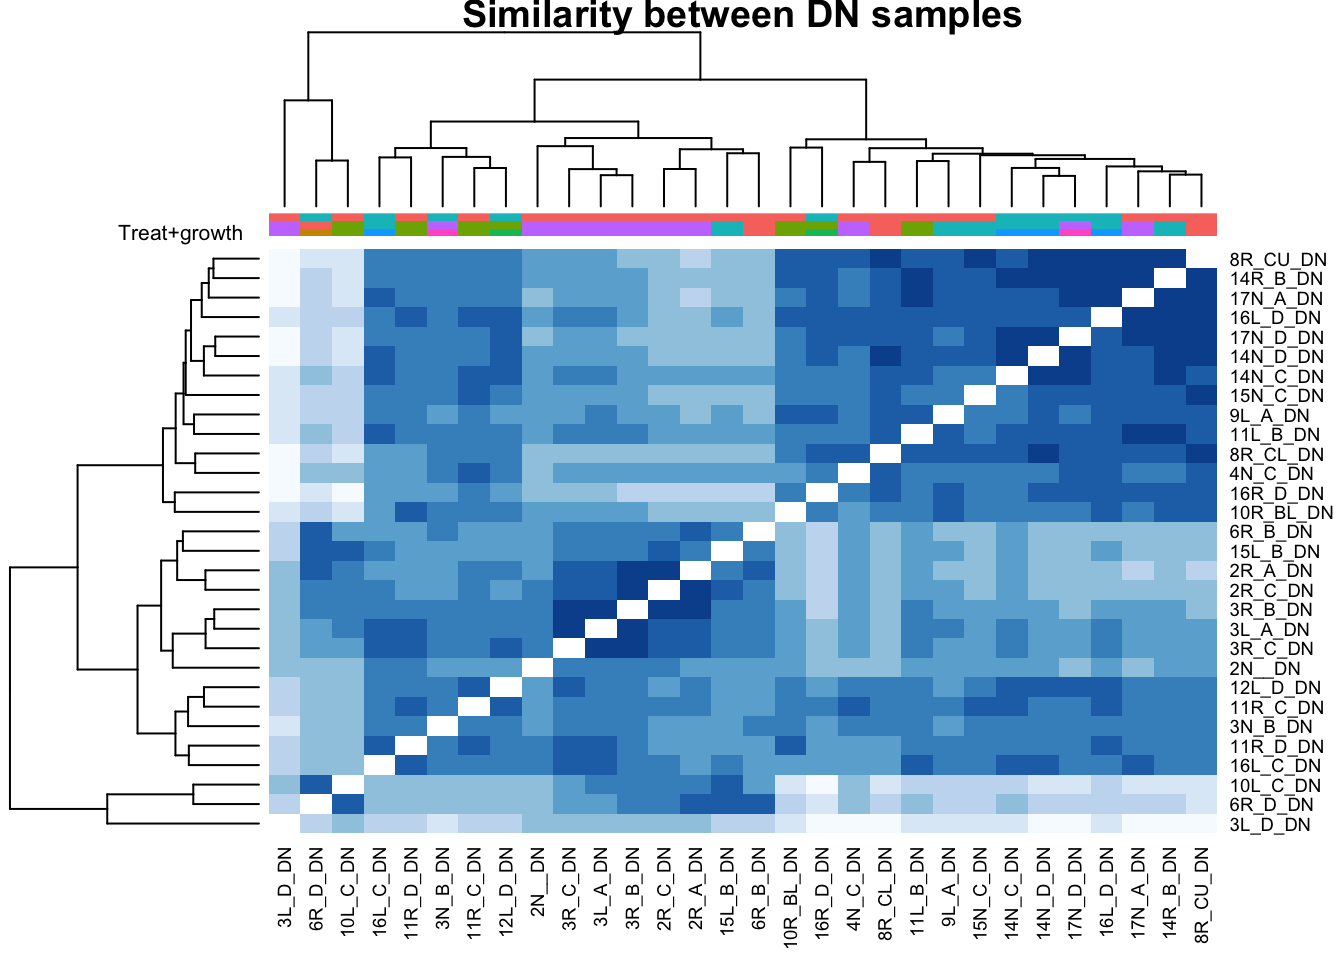 Similarity between DN samples
Treat+growth
8R_CU_DN
14R_B_DN
17N_A_DN
16L_D_DN
17N_D_DN
14N_D_DN
14N_C_DN
15N_C_DN
9L_A_DN
11L_B_DN
8R_CL_DN
4N_C_DN
16R_D_DN
10R_BL_DN
6R_B_DN
15L_B_DN
2R_A_DN
2R_C_DN
3R_B_DN
3L_A_DN
3R_C_DN
2N__DN
12L_D_DN
11R_C_DN
3N_B_DN
11R_D_DN
16L_C_DN
10L_C_DN
6R_D_DN
3L_D_DN
3L_D_DN
6R_D_DN
10L_C_DN
16L_C_DN
11R_D_DN
3N_B_DN
11R_C_DN
12L_D_DN
2N__DN
3R_C_DN
3L_A_DN
3R_B_DN
2R_C_DN
2R_A_DN
15L_B_DN
6R_B_DN
10R_BL_DN
16R_D_DN
4N_C_DN
8R_CL_DN
11L_B_DN
9L_A_DN
15N_C_DN
14N_C_DN
14N_D_DN
17N_D_DN
16L_D_DN
17N_A_DN
14R_B_DN
8R_CU_DN